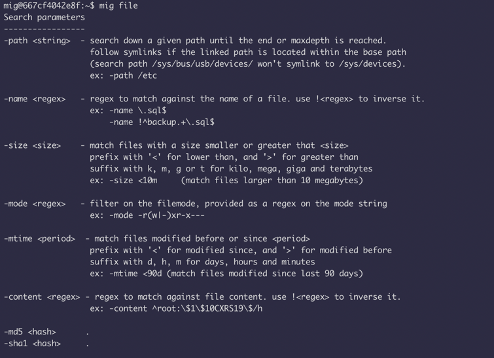 mig@667cf4042e8f:~$ mig file
Search parameters
-----------------
-path <string>  - search down a given path until the end or maxdepth is reached.
follow symlinks if the linked path is located within the base path
(search path /sys/bus/usb/devices/ won't symlink to /sys/devices).
ex: -path /etc
-name <regex>   - regex to match against the name of a file. use !<regex> to inverse it.
ex: -name \.sql$
-name !^backup.+\.sql$
-size <size>    - match files with a size smaller or greater that <size>
prefix with '<' for lower than, and '>' for greater than
suffix with k, m, g or t for kilo, mega, giga and terabytes
ex: -size <10m     (match files larger than 10 megabytes)
-mode <regex>   - filter on the filemode, provided as a regex on the mode string
ex: -mode -r(w|-)xr-x---
-mtime <period>  - match files modified before or since <period>
prefix with '<' for modified since, and '>' for modified before
suffix with d, h, m for days, hours and minutes
ex: -mtime <90d (match files modified since last 90 days)
-content <regex> - regex to match against file content. use !<regex> to inverse it.
ex: -content ^root:\$1\$10CXRS19\$/h
-md5 <hash>     .
-sha1 <hash>    .